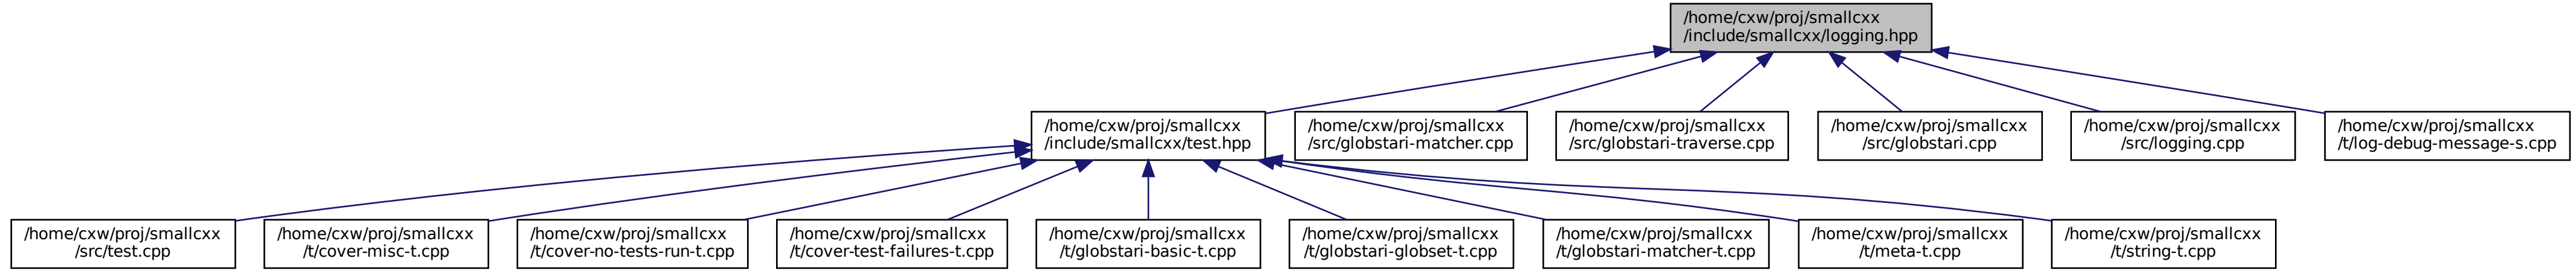 /home/cxw/proj/smallcxx
/include/smallcxx/logging.hpp
/home/cxw/proj/smallcxx
/include/smallcxx/test.hpp
/home/cxw/proj/smallcxx
/src/globstari-matcher.cpp
/home/cxw/proj/smallcxx
/src/globstari-traverse.cpp
/home/cxw/proj/smallcxx
/src/globstari.cpp
/home/cxw/proj/smallcxx
/src/logging.cpp
/home/cxw/proj/smallcxx
/t/log-debug-message-s.cpp
/home/cxw/proj/smallcxx
/src/test.cpp
/home/cxw/proj/smallcxx
/t/cover-misc-t.cpp
/home/cxw/proj/smallcxx
/t/cover-no-tests-run-t.cpp
/home/cxw/proj/smallcxx
/t/cover-test-failures-t.cpp
/home/cxw/proj/smallcxx
/t/globstari-basic-t.cpp
/home/cxw/proj/smallcxx
/t/globstari-globset-t.cpp
/home/cxw/proj/smallcxx
/t/globstari-matcher-t.cpp
/home/cxw/proj/smallcxx
/t/meta-t.cpp
/home/cxw/proj/smallcxx
/t/string-t.cpp